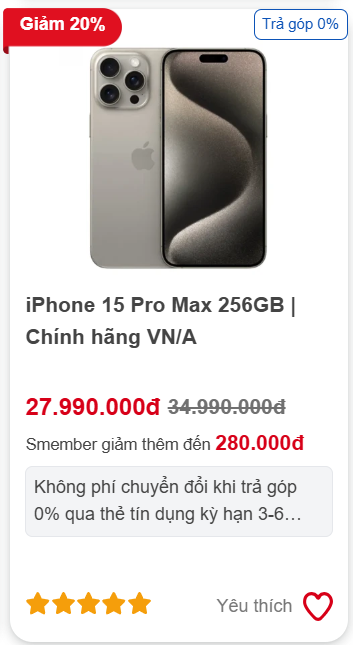 Giảm 20%
Trả góp 0%
iPhone 15 Pro Max 256GB |
Chính hãng VN/A
27.990.000đ 34.990.000đ
Smember giảm thêm đến 280.000đ
Không phí chuyển đổi khi trả góp
0% qua thẻ tín dụng kỳ hạn 3-6…
Yêu thích